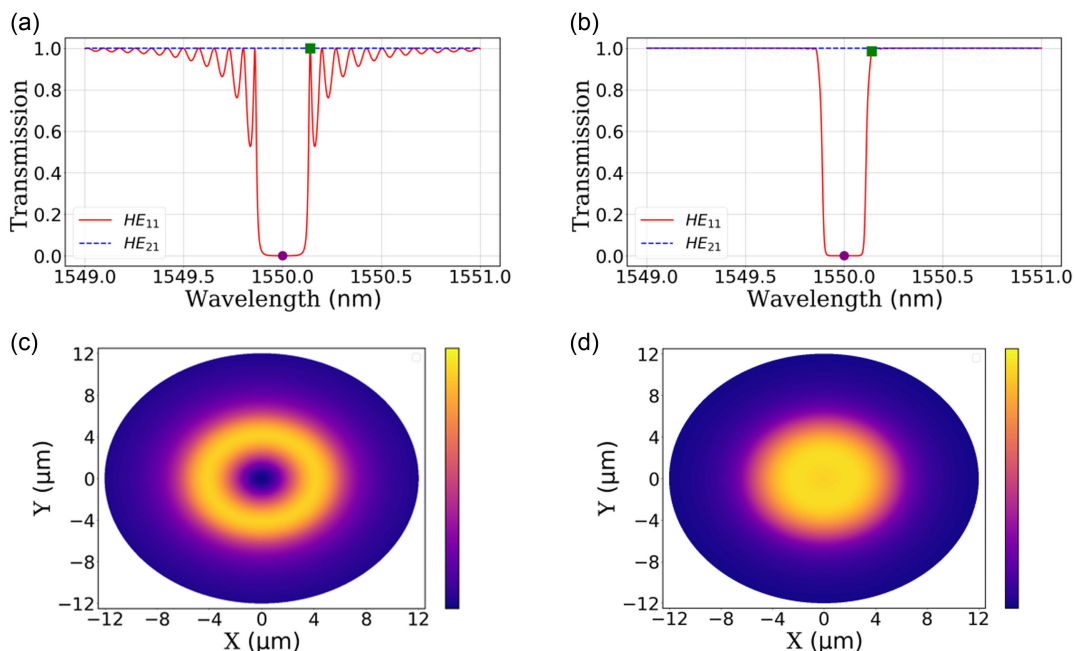 (a)
1.0
0.8
0.6
0.4
0.2
0.0
Transmission
HE11
HE21
1549.0 1549.5 1550.0 1550.5 1551.0
Wavelength (nm)
(b)
1.0
0.8
0.6
0.4
0.2
0.0
Transmission
HE11
HE21
1549.0 1549.5 1550.0 1550.5 1551.0
Wavelength (nm)
(c)
12
8
4
0
−4
−8
−12
Y (μm)
−12 −8 −4 0 4 8 12
X (μm)
(d)
12
8
4
0
−4
−8
−12
Y (μm)
−12 −8 −4 0 4 8 12
X (μm)